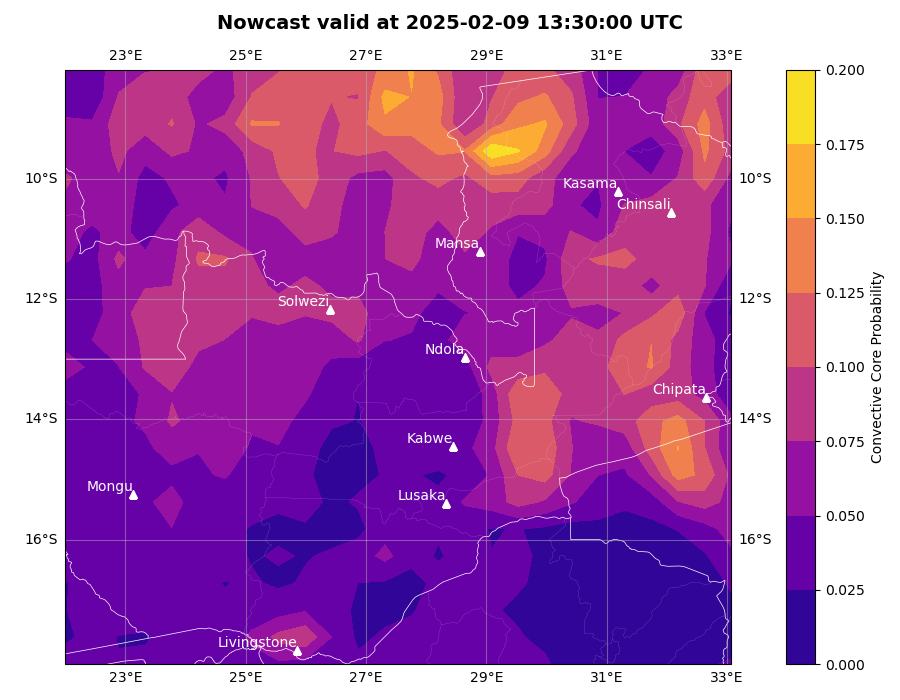 Nowcast valid at 2025-02-09 13:30:00 UTC
23°E 25°E 27°E 29°E 31°E 33°E
0.200
0.175
10°S Kasama 10°S
Chinsali
0.150
Mansa
12°S Solwezi 12°S
0.125
Ndola
0.100
Chipata
14°S 14°S
Kabwe
0.075
Mongu
Lusaka
0.050
16°S 16°S
0.025
Livingstone
0.000
23°E 25°E 27°E 29°E 31°E 33°E
Convective Core Probability